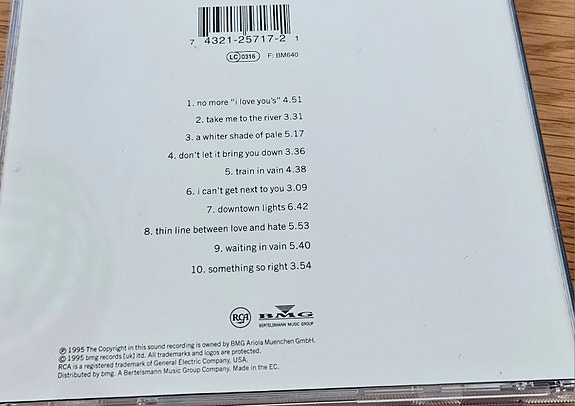 7 4321-25717-2 1
LC 0316 F: BM640
1. no more "i love you's" 4.51
2. take me to the river 3.31
3. a whiter shade of pale 5.17
4. don't let it bring you down 3.36
5. train in vain 4.38
6. i can't get next to you 3.09
7. downtown lights 6.42
8. thin line between love and hate 5.53
9. waiting in vain 5.40
10. something so right 3.54
RCA BMG
BERTELSMANN MUSIC GROUP
℗ 1995 The Copyright in this sound recording is owned by BMG Ariola Muenchen GmbH.
© 1995 bmg records (uk) ltd. All trademarks and logos are protected.
RCA is a registered trademark of General Electric Company, USA.
Distributed by bmg. A Bertelsmann Music Group Company. Made in the EC.